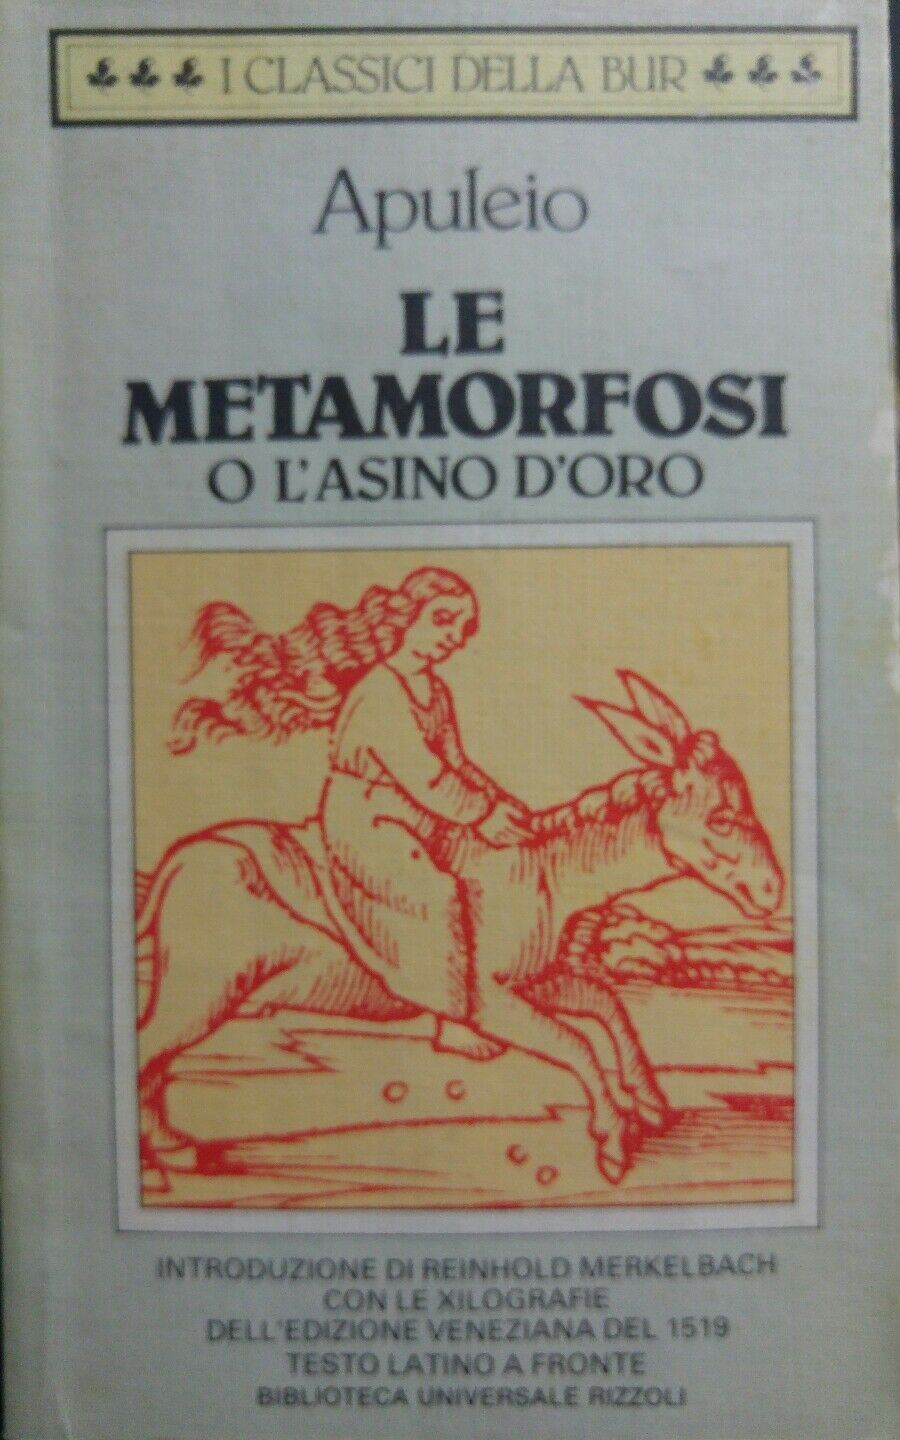 I CLASSICI DELLA BUR
Apuleio
LE
METAMORFOSI
O L'ASINO D'ORO
INTRODUZIONE DI REINHOLD MERKELBACH
CON LE XILOGRAFIE
DELL'EDIZIONE VENEZIANA DEL 1519
TESTO LATINO A FRONTE
BIBLIOTECA UNIVERSALE RIZZOLI